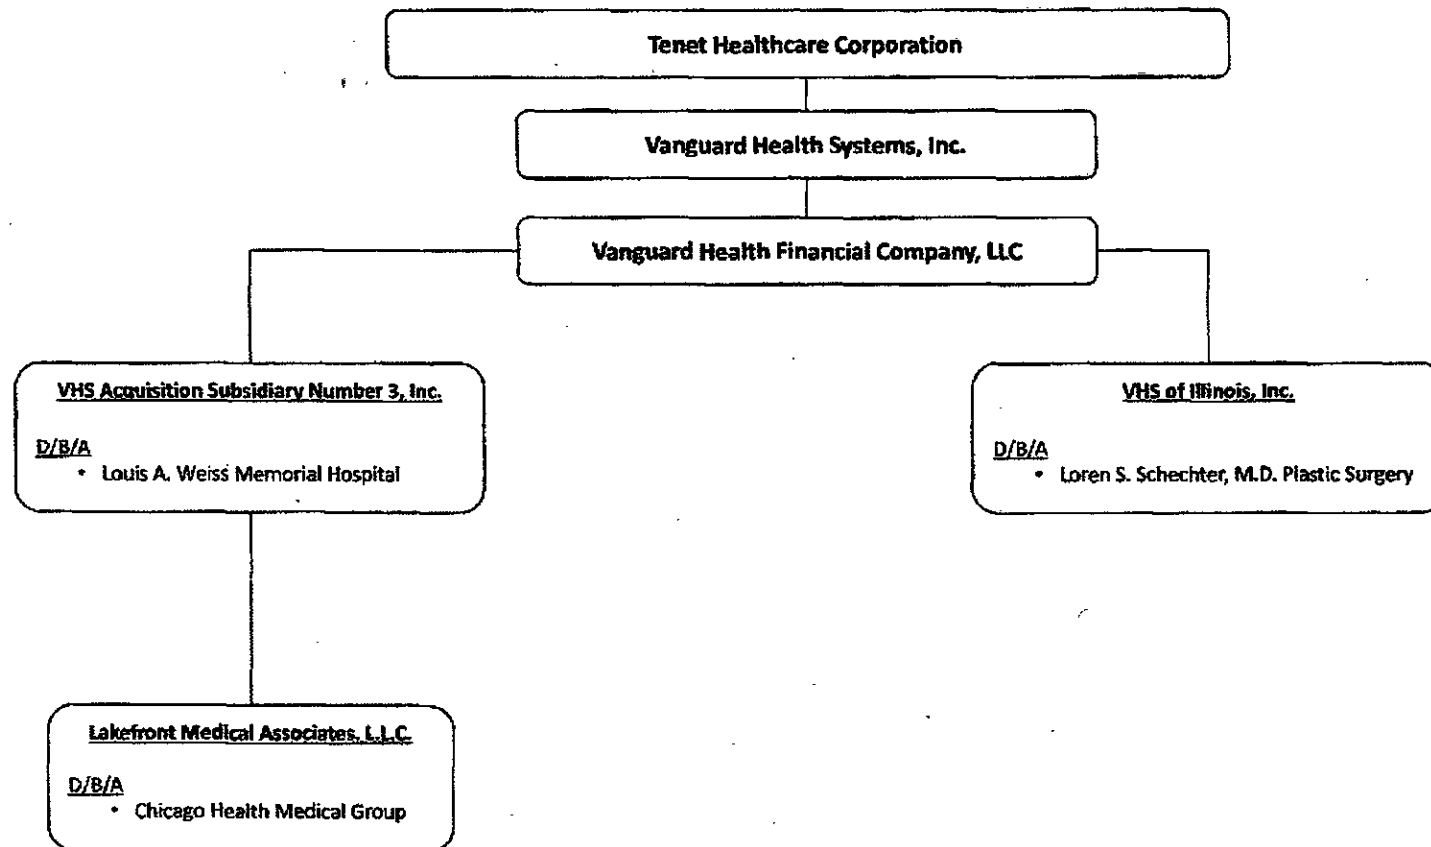 Tenet Healthcare Corporation
Vanguard Health Systems, Inc.
Vanguard Health Financial Company, LLC
VHS Acquisition Subsidiary Number 3, Inc.
D/B/A
• Louis A. Weiss Memorial Hospital
VHS of Illinois, Inc.
D/B/A
• Loren S. Schechter, M.D. Plastic Surgery
Lakefront Medical Associates, L.L.C.
D/B/A
• Chicago Health Medical Group